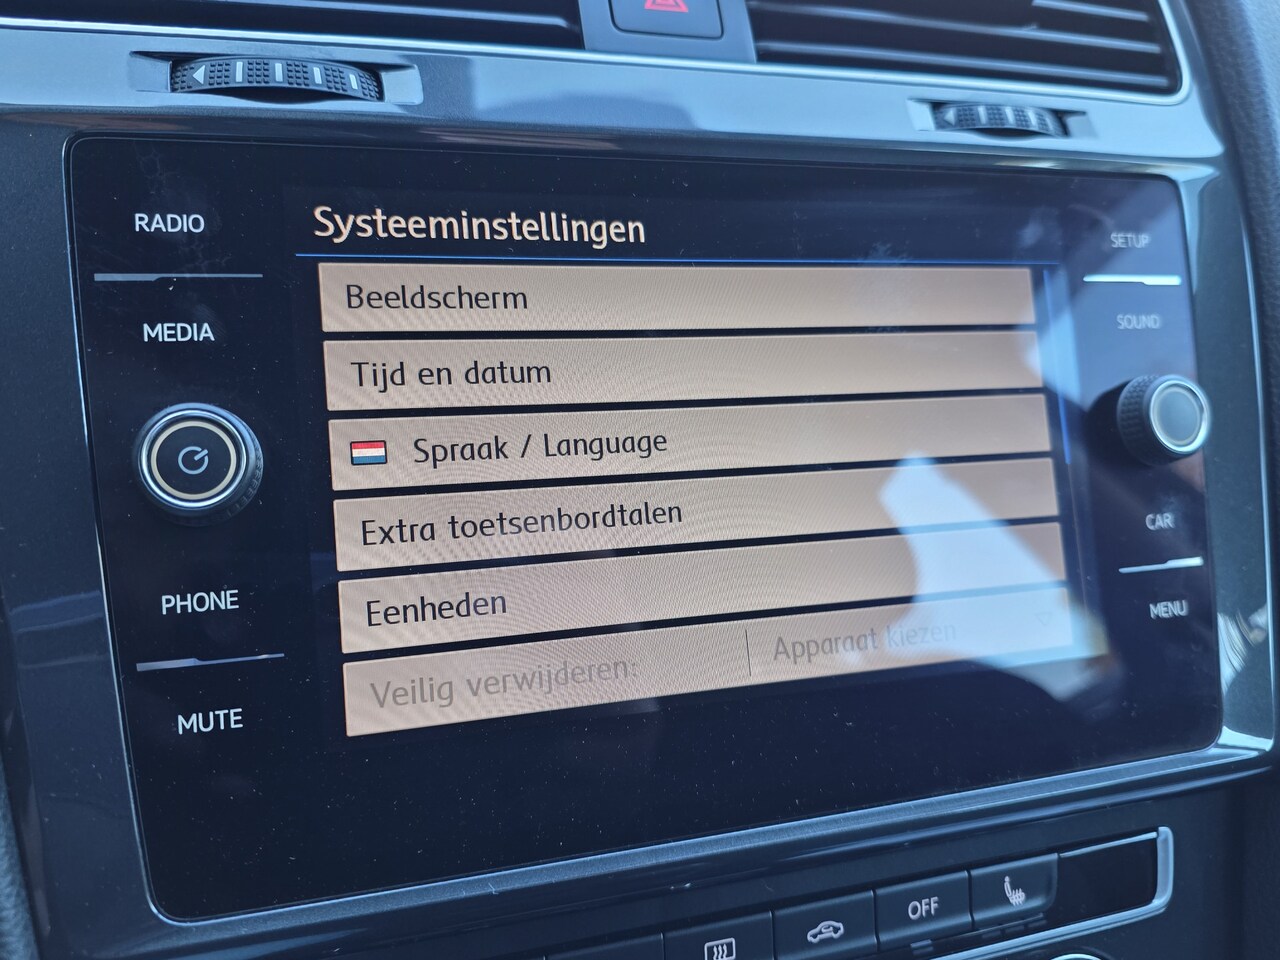 RADIO
MEDIA
PHONE
MUTE
Systeeminstellingen
Beeldscherm
Tijd en datum
Spraak / Language
Extra toetsenbordtalen
Eenheden
Veilig verwijderen:
Apparaat kiezen
SETUP
SOUND
CAR
MENU
OFF